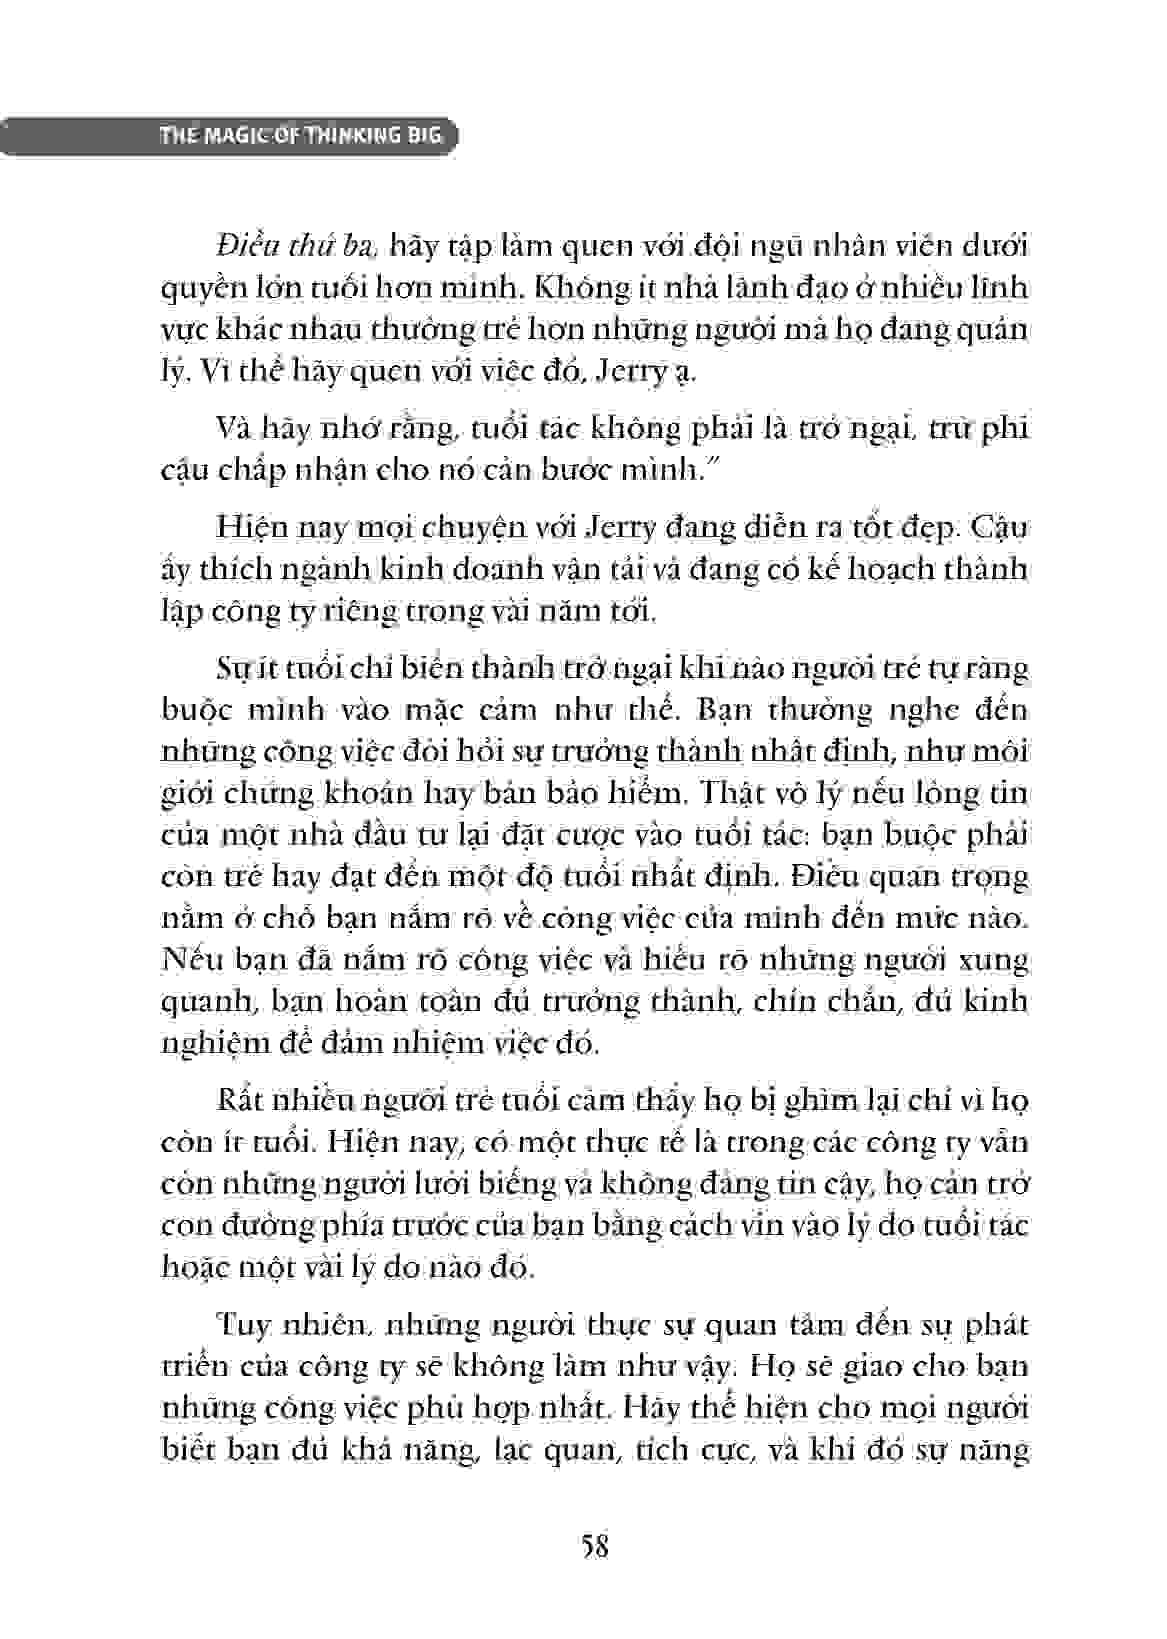 THE MAGIC OF THINKING BIG
Điều thứ ba, hãy tập làm quen với đội ngũ nhân viên dưới
quyền lớn tuổi hơn mình. Không ít nhà lãnh đạo ở nhiều lĩnh
vực khác nhau thường trẻ hơn những người mà họ đang quản
lý. Vì thế hãy quen với việc đó, Jerry ạ.
Và hãy nhớ rằng, tuổi tác không phải là trở ngại, trừ phi
cậu chấp nhận cho nó cản bước mình."
Hiện nay mọi chuyện với Jerry đang diễn ra tốt đẹp. Cậu
ấy thích ngành kinh doanh vận tải và đang có kế hoạch thành
lập công ty riêng trong vài năm tới.
Sự ít tuổi chỉ biến thành trở ngại khi nào người trẻ tự ràng
buộc mình vào mặc cảm như thế. Bạn thường nghe đến
những công việc đòi hỏi sự trưởng thành nhất định, như môi
giới chứng khoán hay bán bảo hiểm. Thật vô lý nếu lòng tin
của một nhà đầu tư lại đặt cược vào tuổi tác: bạn buộc phải
còn trẻ hay đạt đến một độ tuổi nhất định. Điều quan trọng
nằm ở chỗ bạn nắm rõ về công việc của mình đến mức nào.
Nếu bạn đã nắm rõ công việc và hiểu rõ những người xung
quanh, bạn hoàn toàn đủ trưởng thành, chín chắn, đủ kinh
nghiệm để đảm nhiệm việc đó.
Rất nhiều người trẻ tuổi cảm thấy họ bị ghìm lại chỉ vì họ
còn ít tuổi. Hiện nay, có một thực tế là trong các công ty vẫn
còn những người lười biếng và không đáng tin cậy, họ cản trở
con đường phía trước của bạn bằng cách vin vào lý do tuổi tác
hoặc một vài lý do nào đó.
Tuy nhiên, những người thực sự quan tâm đến sự phát
triển của công ty sẽ không làm như vậy. Họ sẽ giao cho bạn
những công việc phù hợp nhất. Hãy thể hiện cho mọi người
biết bạn đủ khả năng, lạc quan, tích cực, và khi đó sự năng
58